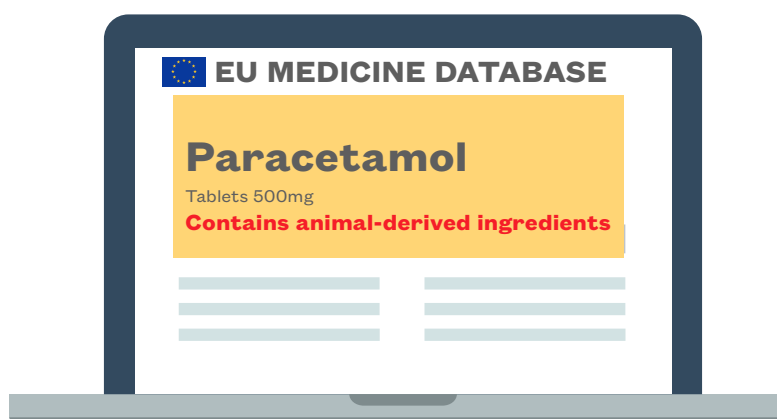 EU MEDICINE DATABASE
Paracetamol
Tablets 500mg
Contains animal-derived ingredients